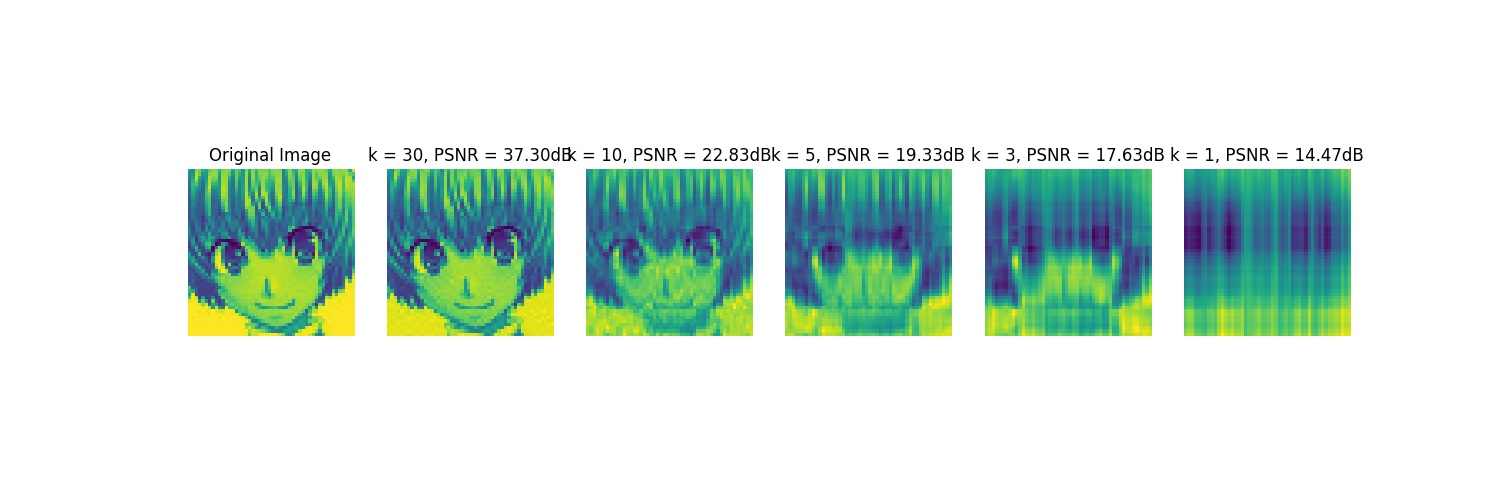 Original Image
k = 30, PSNR = 37.30dB
k = 10, PSNR = 22.83dB
k = 5, PSNR = 19.33dB
k = 3, PSNR = 17.63dB
k = 1, PSNR = 14.47dB